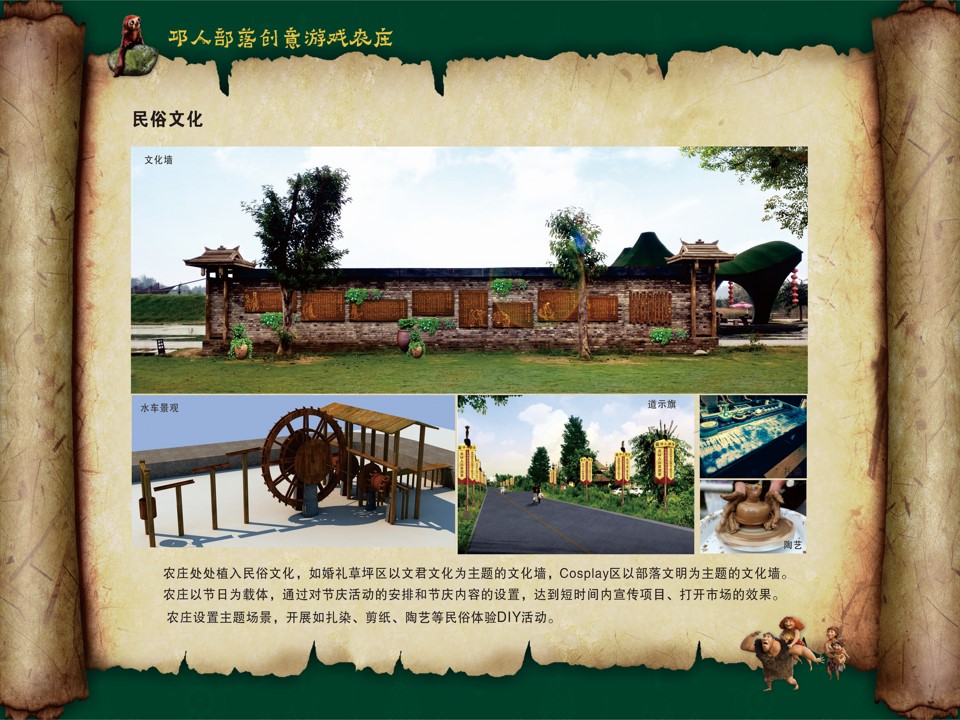 邛人部落创意游戏农庄
民俗文化
文化墙
水车景观
道示旗
陶艺
农庄处处植入民俗文化，如婚礼草坪区以文君文化为主题的文化墙，Cosplay区以部落文明为主题的文化墙。
农庄以节日为载体，通过对节庆活动的安排和节庆内容的设置，达到短时间内宣传项目、打开市场的效果。
农庄设置主题场景，开展如扎染、剪纸、陶艺等民俗体验DIY活动。